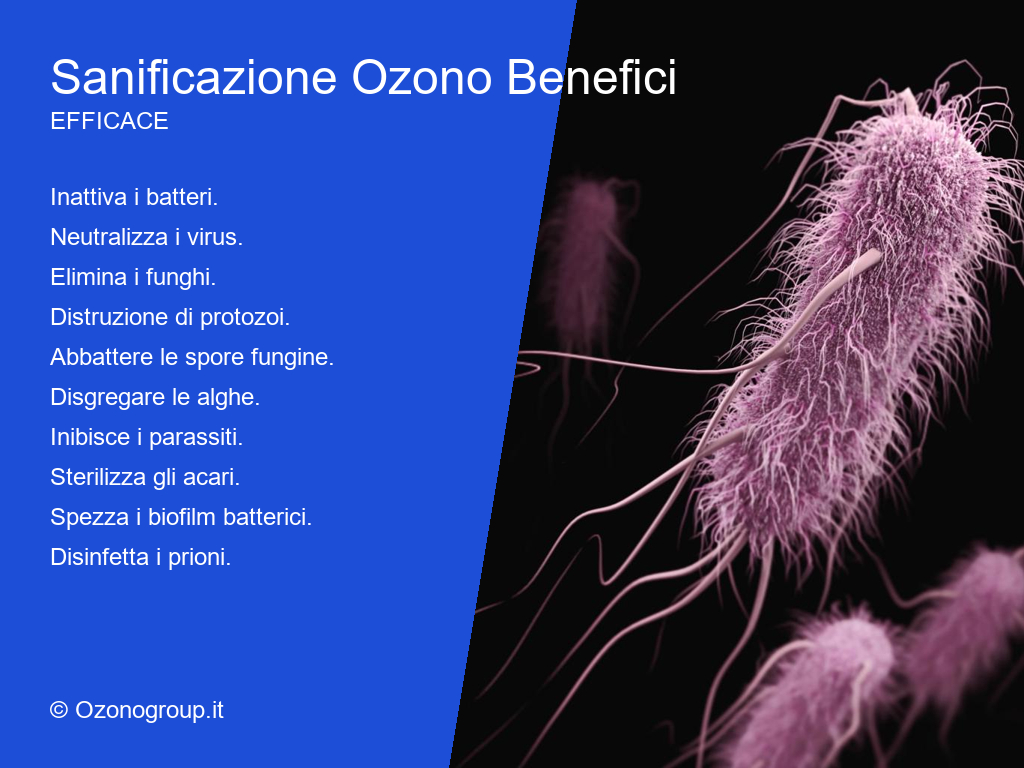 Sanificazione Ozono Benefici
EFFICACE
Inattiva i batteri.
Neutralizza i virus.
Elimina i funghi.
Distruzione di protozoi.
Abbattere le spore fungine.
Disgregare le alghe.
Inibisce i parassiti.
Sterilizza gli acari.
Spezza i biofilm batterici.
Disinfetta i prioni.
© Ozonogroup.it